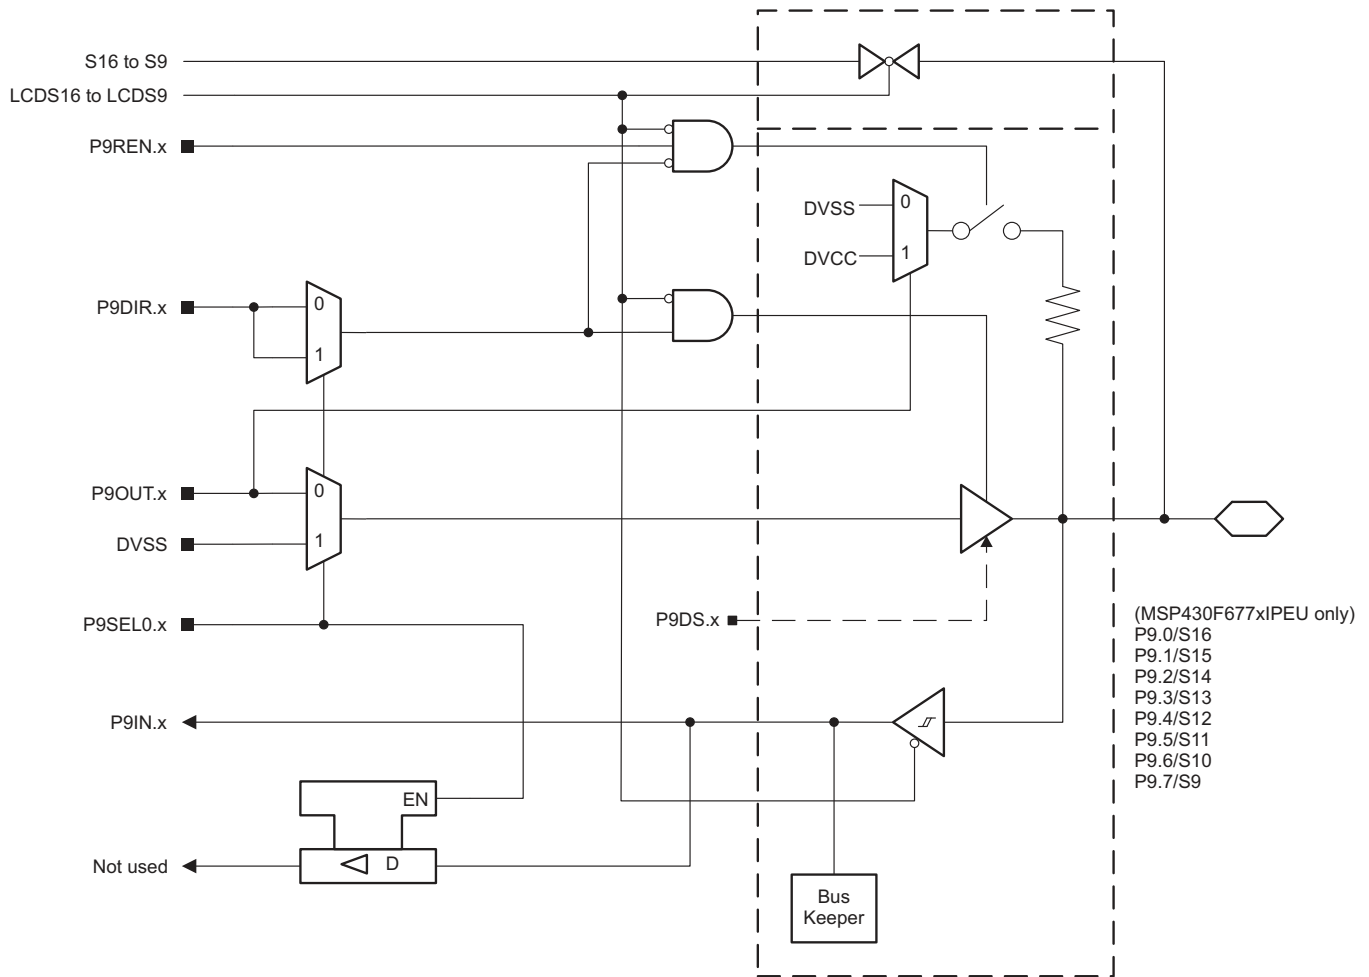 S16 to S9
LCDS16 to LCDS9
P9REN.x
DVSS
0
DVCC
1
P9DIR.x
0
1
P9OUT.x
0
DVSS
1
P9SEL0.x
P9DS.x
(MSP430F677xIPEU only)
P9.0/S16
P9.1/S15
P9.2/S14
P9.3/S13
P9.4/S12
P9.5/S11
P9.6/S10
P9.7/S9
P9IN.x
EN
Not used
D
Bus
Keeper